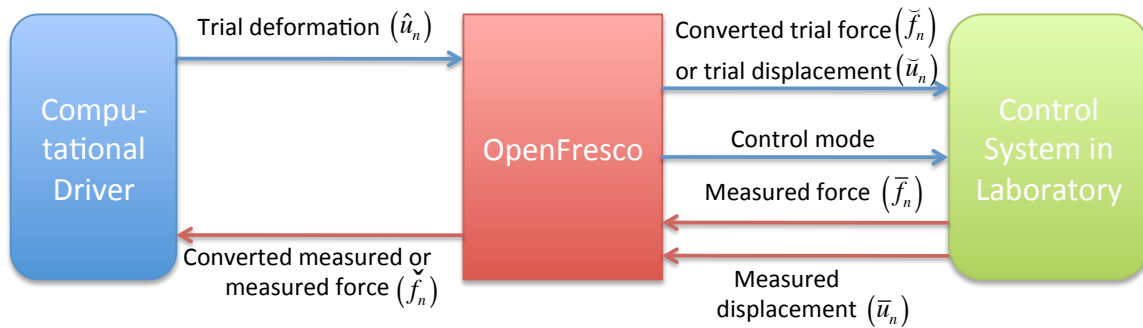 Compu-
tational
Driver
Trial deformation (û_n)
Converted measured or
measured force (f̌_n)
OpenFresco
Converted trial force (f̆_n)
or trial displacement (ŭ_n)
Control mode
Measured force (f̅_n)
Measured
displacement (u̅_n)
Control
System in
Laboratory